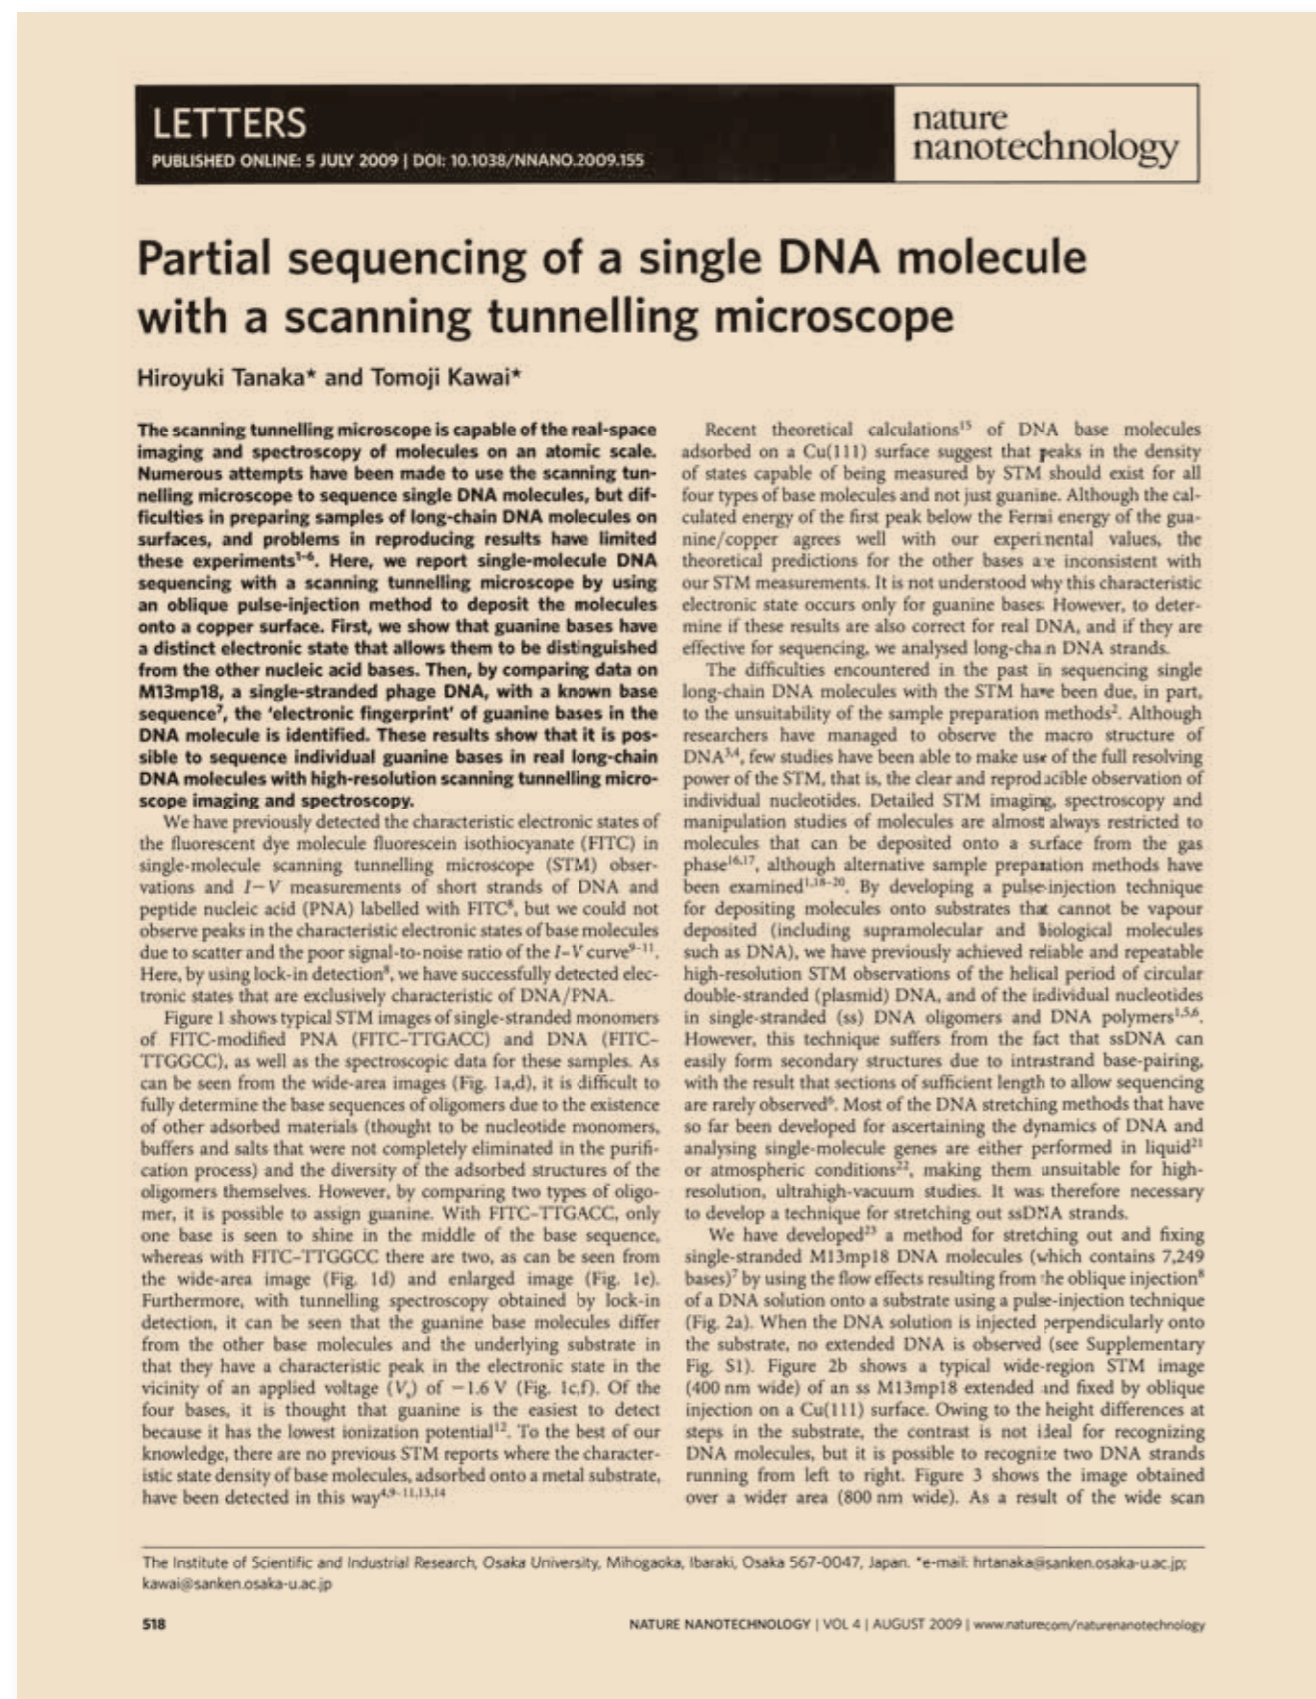 LETTERS
PUBLISHED ONLINE: 5 JULY 2009 | DOI: 10.1038/NNANO.2009.155
nature
nanotechnology
Partial sequencing of a single DNA molecule
with a scanning tunnelling microscope
Hiroyuki Tanaka* and Tomoji Kawai*
The scanning tunnelling microscope is capable of the real-space
imaging and spectroscopy of molecules on an atomic scale.
Numerous attempts have been made to use the scanning tun-
nelling microscope to sequence single DNA molecules, but dif-
ficulties in preparing samples of long-chain DNA molecules on
surfaces, and problems in reproducing results have limited
these experiments1–6. Here, we report single-molecule DNA
sequencing with a scanning tunnelling microscope by using
an oblique pulse-injection method to deposit the molecules
onto a copper surface. First, we show that guanine bases have
a distinct electronic state that allows them to be distinguished
from the other nucleic acid bases. Then, by comparing data on
M13mp18, a single-stranded phage DNA, with a known base
sequence7, the ‘electronic fingerprint’ of guanine bases in the
DNA molecule is identified. These results show that it is pos-
sible to sequence individual guanine bases in real long-chain
DNA molecules with high-resolution scanning tunnelling micro-
scope imaging and spectroscopy.
We have previously detected the characteristic electronic states of
the fluorescent dye molecule fluorescein isothiocyanate (FITC) in
single-molecule scanning tunnelling microscope (STM) obser-
vations and I–V measurements of short strands of DNA and
peptide nucleic acid (PNA) labelled with FITC8, but we could not
observe peaks in the characteristic electronic states of base molecules
due to scatter and the poor signal-to-noise ratio of the I–V curve9–11.
Here, by using lock-in detection8, we have successfully detected elec-
tronic states that are exclusively characteristic of DNA/PNA.
Figure 1 shows typical STM images of single-stranded monomers
of FITC-modified PNA (FITC–TTGACC) and DNA (FITC–
TTGGCC), as well as the spectroscopic data for these samples. As
can be seen from the wide-area images (Fig. 1a,d), it is difficult to
fully determine the base sequences of oligomers due to the existence
of other adsorbed materials (thought to be nucleotide monomers,
buffers and salts that were not completely eliminated in the purifi-
cation process) and the diversity of the adsorbed structures of the
oligomers themselves. However, by comparing two types of oligo-
mer, it is possible to assign guanine. With FITC–TTGACC, only
one base is seen to shine in the middle of the base sequence,
whereas with FITC–TTGGCC there are two, as can be seen from
the wide-area image (Fig. 1d) and enlarged image (Fig. 1e).
Furthermore, with tunnelling spectroscopy obtained by lock-in
detection, it can be seen that the guanine base molecules differ
from the other base molecules and the underlying substrate in
that they have a characteristic peak in the electronic state in the
vicinity of an applied voltage (Vs) of −1.6 V (Fig. 1c,f). Of the
four bases, it is thought that guanine is the easiest to detect
because it has the lowest ionization potential12. To the best of our
knowledge, there are no previous STM reports where the character-
istic state density of base molecules, adsorbed onto a metal substrate,
have been detected in this way4,9–11,13,14
Recent theoretical calculations15 of DNA base molecules
adsorbed on a Cu(111) surface suggest that peaks in the density
of states capable of being measured by STM should exist for all
four types of base molecules and not just guanine. Although the cal-
culated energy of the first peak below the Fermi energy of the gua-
nine/copper agrees well with our experimental values, the
theoretical predictions for the other bases are inconsistent with
our STM measurements. It is not understood why this characteristic
electronic state occurs only for guanine bases. However, to deter-
mine if these results are also correct for real DNA, and if they are
effective for sequencing, we analysed long-chain DNA strands.
The difficulties encountered in the past in sequencing single
long-chain DNA molecules with the STM have been due, in part,
to the unsuitability of the sample preparation methods2. Although
researchers have managed to observe the macro structure of
DNA3,4, few studies have been able to make use of the full resolving
power of the STM, that is, the clear and reproducible observation of
individual nucleotides. Detailed STM imaging, spectroscopy and
manipulation studies of molecules are almost always restricted to
molecules that can be deposited onto a surface from the gas
phase16,17, although alternative sample preparation methods have
been examined1,18–20. By developing a pulse-injection technique
for depositing molecules onto substrates that cannot be vapour
deposited (including supramolecular and biological molecules
such as DNA), we have previously achieved reliable and repeatable
high-resolution STM observations of the helical period of circular
double-stranded (plasmid) DNA, and of the individual nucleotides
in single-stranded (ss) DNA oligomers and DNA polymers1,5,6.
However, this technique suffers from the fact that ssDNA can
easily form secondary structures due to intrastrand base-pairing,
with the result that sections of sufficient length to allow sequencing
are rarely observed6. Most of the DNA stretching methods that have
so far been developed for ascertaining the dynamics of DNA and
analysing single-molecule genes are either performed in liquid21
or atmospheric conditions22, making them unsuitable for high-
resolution, ultrahigh-vacuum studies. It was therefore necessary
to develop a technique for stretching out ssDNA strands.
We have developed23 a method for stretching out and fixing
single-stranded M13mp18 DNA molecules (which contains 7,249
bases)7 by using the flow effects resulting from the oblique injection8
of a DNA solution onto a substrate using a pulse-injection technique
(Fig. 2a). When the DNA solution is injected perpendicularly onto
the substrate, no extended DNA is observed (see Supplementary
Fig. S1). Figure 2b shows a typical wide-region STM image
(400 nm wide) of an ss M13mp18 extended and fixed by oblique
injection on a Cu(111) surface. Owing to the height differences at
steps in the substrate, the contrast is not ideal for recognizing
DNA molecules, but it is possible to recognize two DNA strands
running from left to right. Figure 3 shows the image obtained
over a wider area (800 nm wide). As a result of the wide scan
The Institute of Scientific and Industrial Research, Osaka University, Mihogaoka, Ibaraki, Osaka 567-0047, Japan. *e-mail: hrtanaka@sanken.osaka-u.ac.jp;
kawai@sanken.osaka-u.ac.jp
518
NATURE NANOTECHNOLOGY | VOL 4 | AUGUST 2009 | www.nature.com/naturenanotechnology